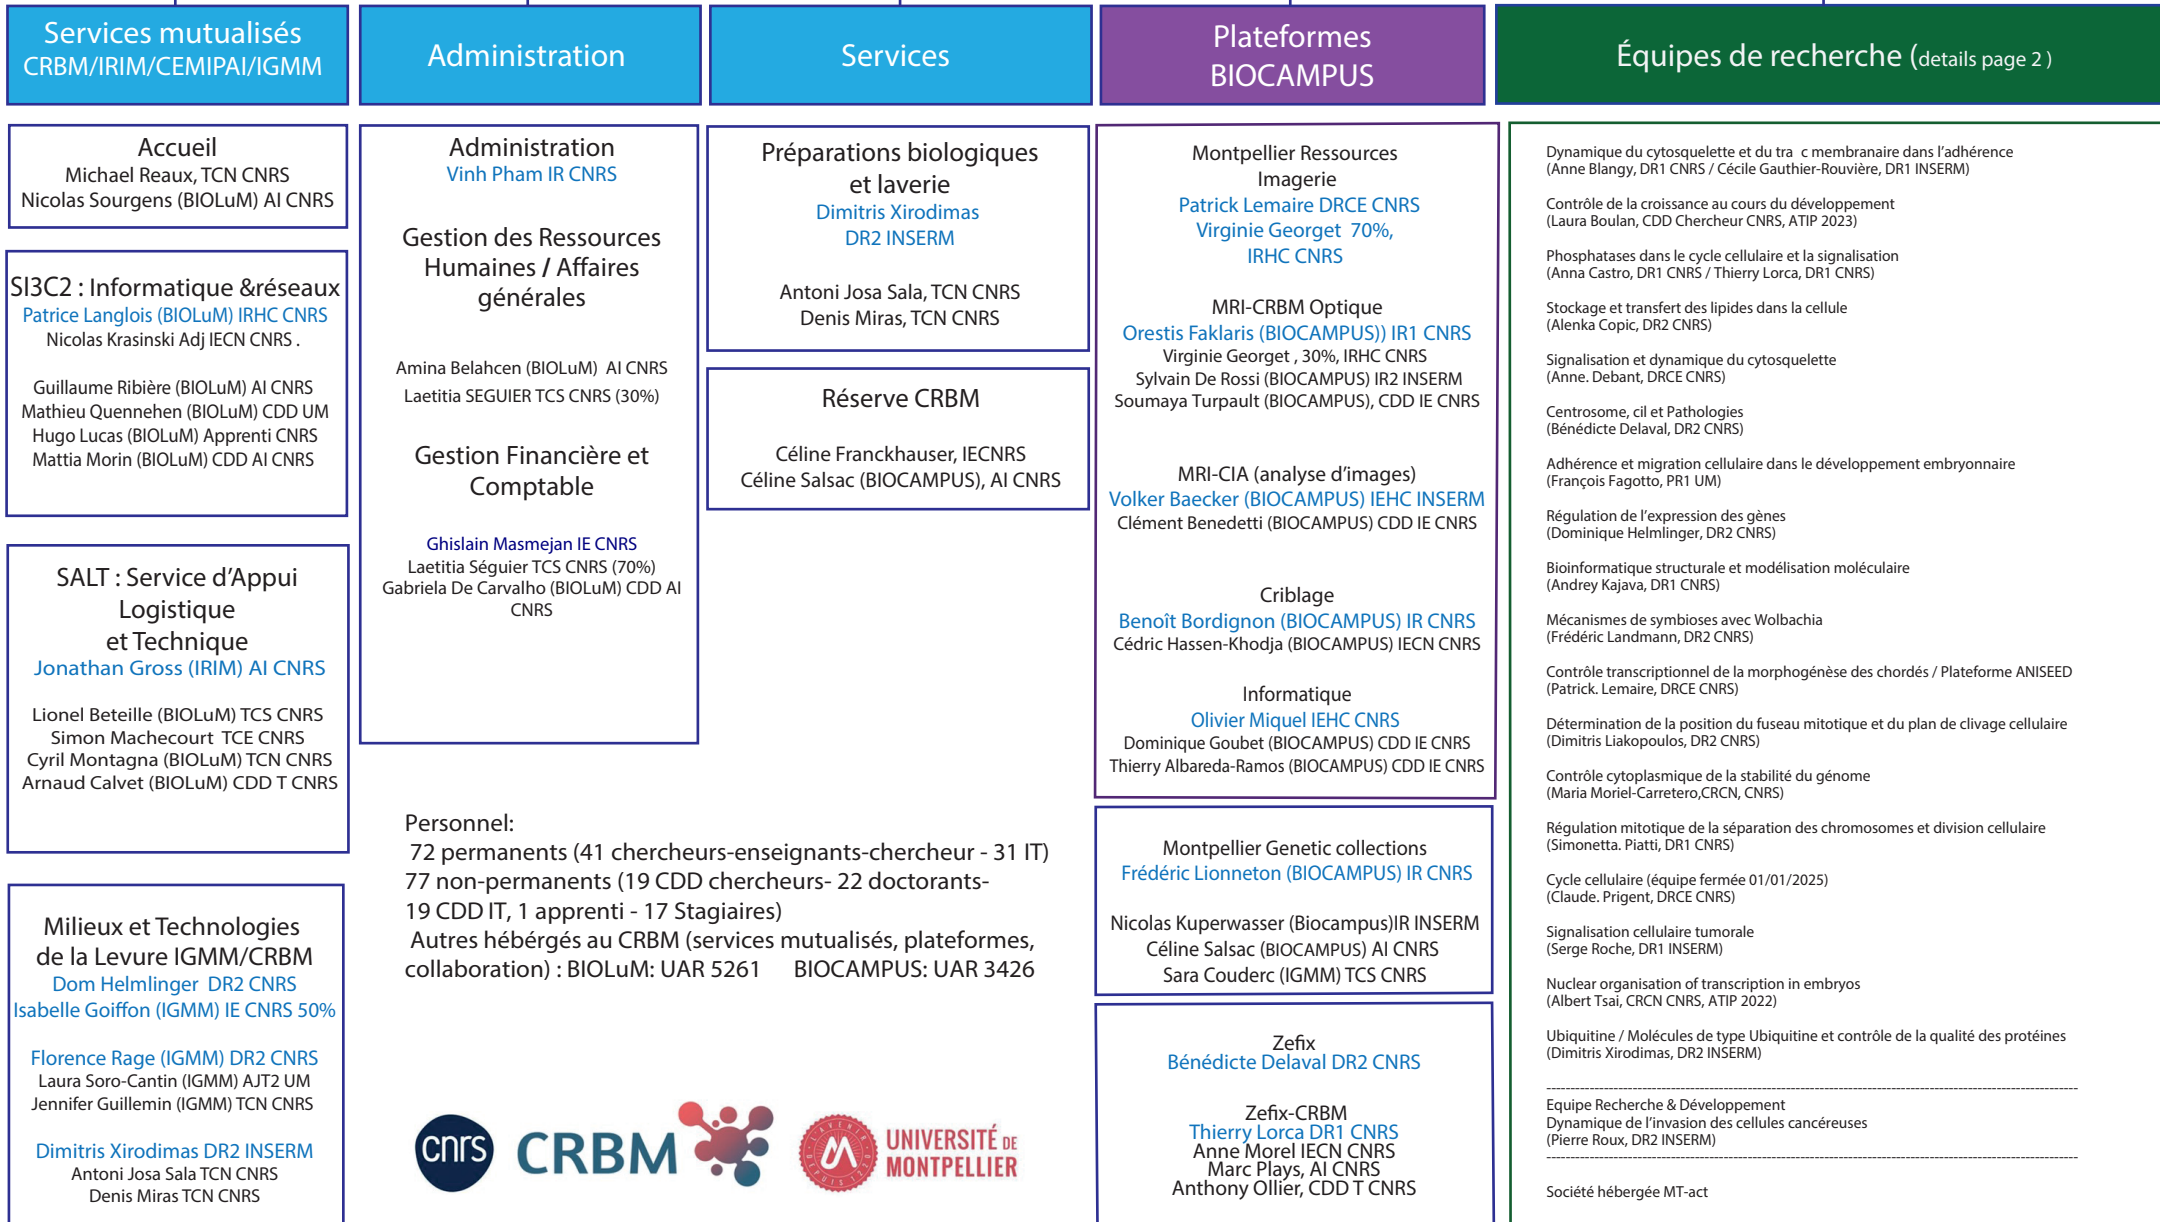 Services mutualisés
CRBM/IRIM/CEMIPAI/IGMM
Accueil
Michael Reaux, TCN CNRS
Nicolas Sourgens (BIOLuM) AI CNRS
SI3C2 : Informatique &réseaux
Patrice Langlois (BIOLuM) IRHC CNRS
Nicolas Krasinski Adj IECN CNRS .
Guillaume Ribière (BIOLuM) AI CNRS
Mathieu Quennehen (BIOLuM) CDD UM
Hugo Lucas (BIOLuM) Apprenti CNRS
Mattia Morin (BIOLuM) CDD AI CNRS
SALT : Service d'Appui
Logistique
et Technique
Jonathan Gross (IRIM) AI CNRS
Lionel Beteille (BIOLuM) TCS CNRS
Simon Machecourt TCE CNRS
Cyril Montagna (BIOLuM) TCN CNRS
Arnaud Calvet (BIOLuM) CDD T CNRS
Milieux et Technologies
de la Levure IGMM/CRBM
Dom Helmlinger DR2 CNRS
Isabelle Goiffon (IGMM) IE CNRS 50%
Florence Rage (IGMM) DR2 CNRS
Laura Soro-Cantin (IGMM) AJT2 UM
Jennifer Guillemin (IGMM) TCN CNRS
Dimitris Xirodimas DR2 INSERM
Antoni Josa Sala TCN CNRS
Denis Miras TCN CNRS
Administration
Administration
Vinh Pham IR CNRS
Gestion des Ressources
Humaines / Affaires
générales
Amina Belahcen (BIOLuM) AI CNRS
Laetitia SEGUIER TCS CNRS (30%)
Gestion Financière et
Comptable
Ghislain Masmejan IE CNRS
Laetitia Séguier TCS CNRS (70%)
Gabriela De Carvalho (BIOLuM) CDD AI
CNRS
Services
Préparations biologiques
et laverie
Dimitris Xirodimas
DR2 INSERM
Antoni Josa Sala, TCN CNRS
Denis Miras, TCN CNRS
Réserve CRBM
Céline Franckhauser, IECNRS
Céline Salsac (BIOCAMPUS), AI CNRS
Personnel:
72 permanents (41 chercheurs-enseignants-chercheur - 31 IT)
77 non-permanents (19 CDD chercheurs- 22 doctorants-
19 CDD IT, 1 apprenti - 17 Stagiaires)
Autres hébérgés au CRBM (services mutualisés, plateformes,
collaboration) : BIOLuM: UAR 5261 BIOCAMPUS: UAR 3426
cnrs
CRBM
UNIVERSITÉ DE
MONTPELLIER
Plateformes
BIOCAMPUS
Montpellier Ressources
Imagerie
Patrick Lemaire DRCE CNRS
Virginie Georget 70%,
IRHC CNRS
MRI-CRBM Optique
Orestis Faklaris (BIOCAMPUS)) IR1 CNRS
Virginie Georget , 30%, IRHC CNRS
Sylvain De Rossi (BIOCAMPUS) IR2 INSERM
Soumaya Turpault (BIOCAMPUS), CDD IE CNRS
MRI-CIA (analyse d'images)
Volker Baecker (BIOCAMPUS) IEHC INSERM
Clément Benedetti (BIOCAMPUS) CDD IE CNRS
Criblage
Benoît Bordignon (BIOCAMPUS) IR CNRS
Cédric Hassen-Khodja (BIOCAMPUS) IECN CNRS
Informatique
Olivier Miquel IEHC CNRS
Dominique Goubet (BIOCAMPUS) CDD IE CNRS
Thierry Albareda-Ramos (BIOCAMPUS) CDD IE CNRS
Montpellier Genetic collections
Frédéric Lionneton (BIOCAMPUS) IR CNRS
Nicolas Kuperwasser (Biocampus)IR INSERM
Céline Salsac (BIOCAMPUS) AI CNRS
Sara Couderc (IGMM) TCS CNRS
Zefix
Bénédicte Delaval DR2 CNRS
Zefix-CRBM
Thierry Lorca DR1 CNRS
Anne Morel IECN CNRS
Marc Plays, AI CNRS
Anthony Ollier, CDD T CNRS
Équipes de recherche (details page 2 )
Dynamique du cytosquelette et du tra c membranaire dans l'adhérence
(Anne Blangy, DR1 CNRS / Cécile Gauthier-Rouvière, DR1 INSERM)
Contrôle de la croissance au cours du développement
(Laura Boulan, CDD Chercheur CNRS, ATIP 2023)
Phosphatases dans le cycle cellulaire et la signalisation
(Anna Castro, DR1 CNRS / Thierry Lorca, DR1 CNRS)
Stockage et transfert des lipides dans la cellule
(Alenka Copic, DR2 CNRS)
Signalisation et dynamique du cytosquelette
(Anne. Debant, DRCE CNRS)
Centrosome, cil et Pathologies
(Bénédicte Delaval, DR2 CNRS)
Adhérence et migration cellulaire dans le développement embryonnaire
(François Fagotto, PR1 UM)
Régulation de l'expression des gènes
(Dominique Helmlinger, DR2 CNRS)
Bioinformatique structurale et modélisation moléculaire
(Andrey Kajava, DR1 CNRS)
Mécanismes de symbioses avec Wolbachia
(Frédéric Landmann, DR2 CNRS)
Contrôle transcriptionnel de la morphogénèse des chordés / Plateforme ANISEED
(Patrick. Lemaire, DRCE CNRS)
Détermination de la position du fuseau mitotique et du plan de clivage cellulaire
(Dimitris Liakopoulos, DR2 CNRS)
Contrôle cytoplasmique de la stabilité du génome
(Maria Moriel-Carretero,CRCN, CNRS)
Régulation mitotique de la séparation des chromosomes et division cellulaire
(Simonetta. Piatti, DR1 CNRS)
Cycle cellulaire (équipe fermée 01/01/2025)
(Claude. Prigent, DRCE CNRS)
Signalisation cellulaire tumorale
(Serge Roche, DR1 INSERM)
Nuclear organisation of transcription in embryos
(Albert Tsai, CRCN CNRS, ATIP 2022)
Ubiquitine / Molécules de type Ubiquitine et contrôle de la qualité des protéines
(Dimitris Xirodimas, DR2 INSERM)
Equipe Recherche & Développement
Dynamique de l'invasion des cellules cancéreuses
(Pierre Roux, DR2 INSERM)
Société hébergée MT-act